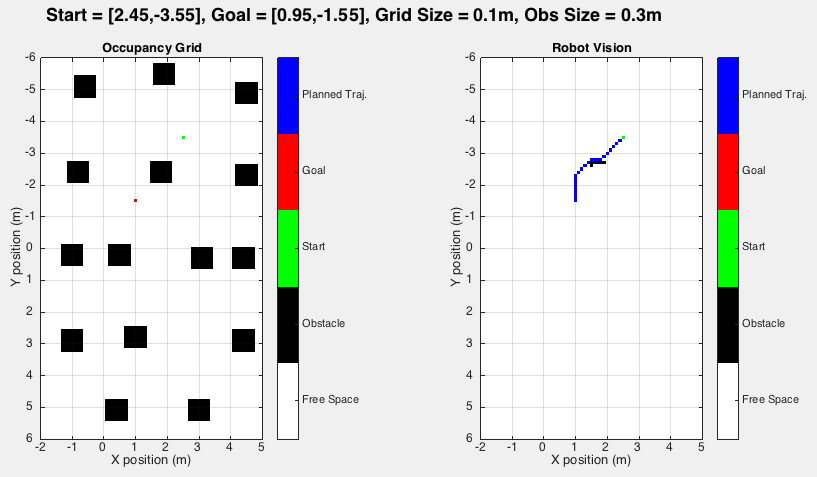 Start = [2.45,-3.55], Goal = [0.95,-1.55], Grid Size = 0.1m, Obs Size = 0.3m
Occupancy Grid
-6
-5
-4
-3
-2
-1
0
1
2
3
4
5
6
Y position (m)
-2 -1 0 1 2 3 4 5
X position (m)
Planned Traj.
Goal
Start
Obstacle
Free Space
Robot Vision
-6
-5
-4
-3
-2
-1
0
1
2
3
4
5
6
Y position (m)
-2 -1 0 1 2 3 4 5
X position (m)
Planned Traj.
Goal
Start
Obstacle
Free Space